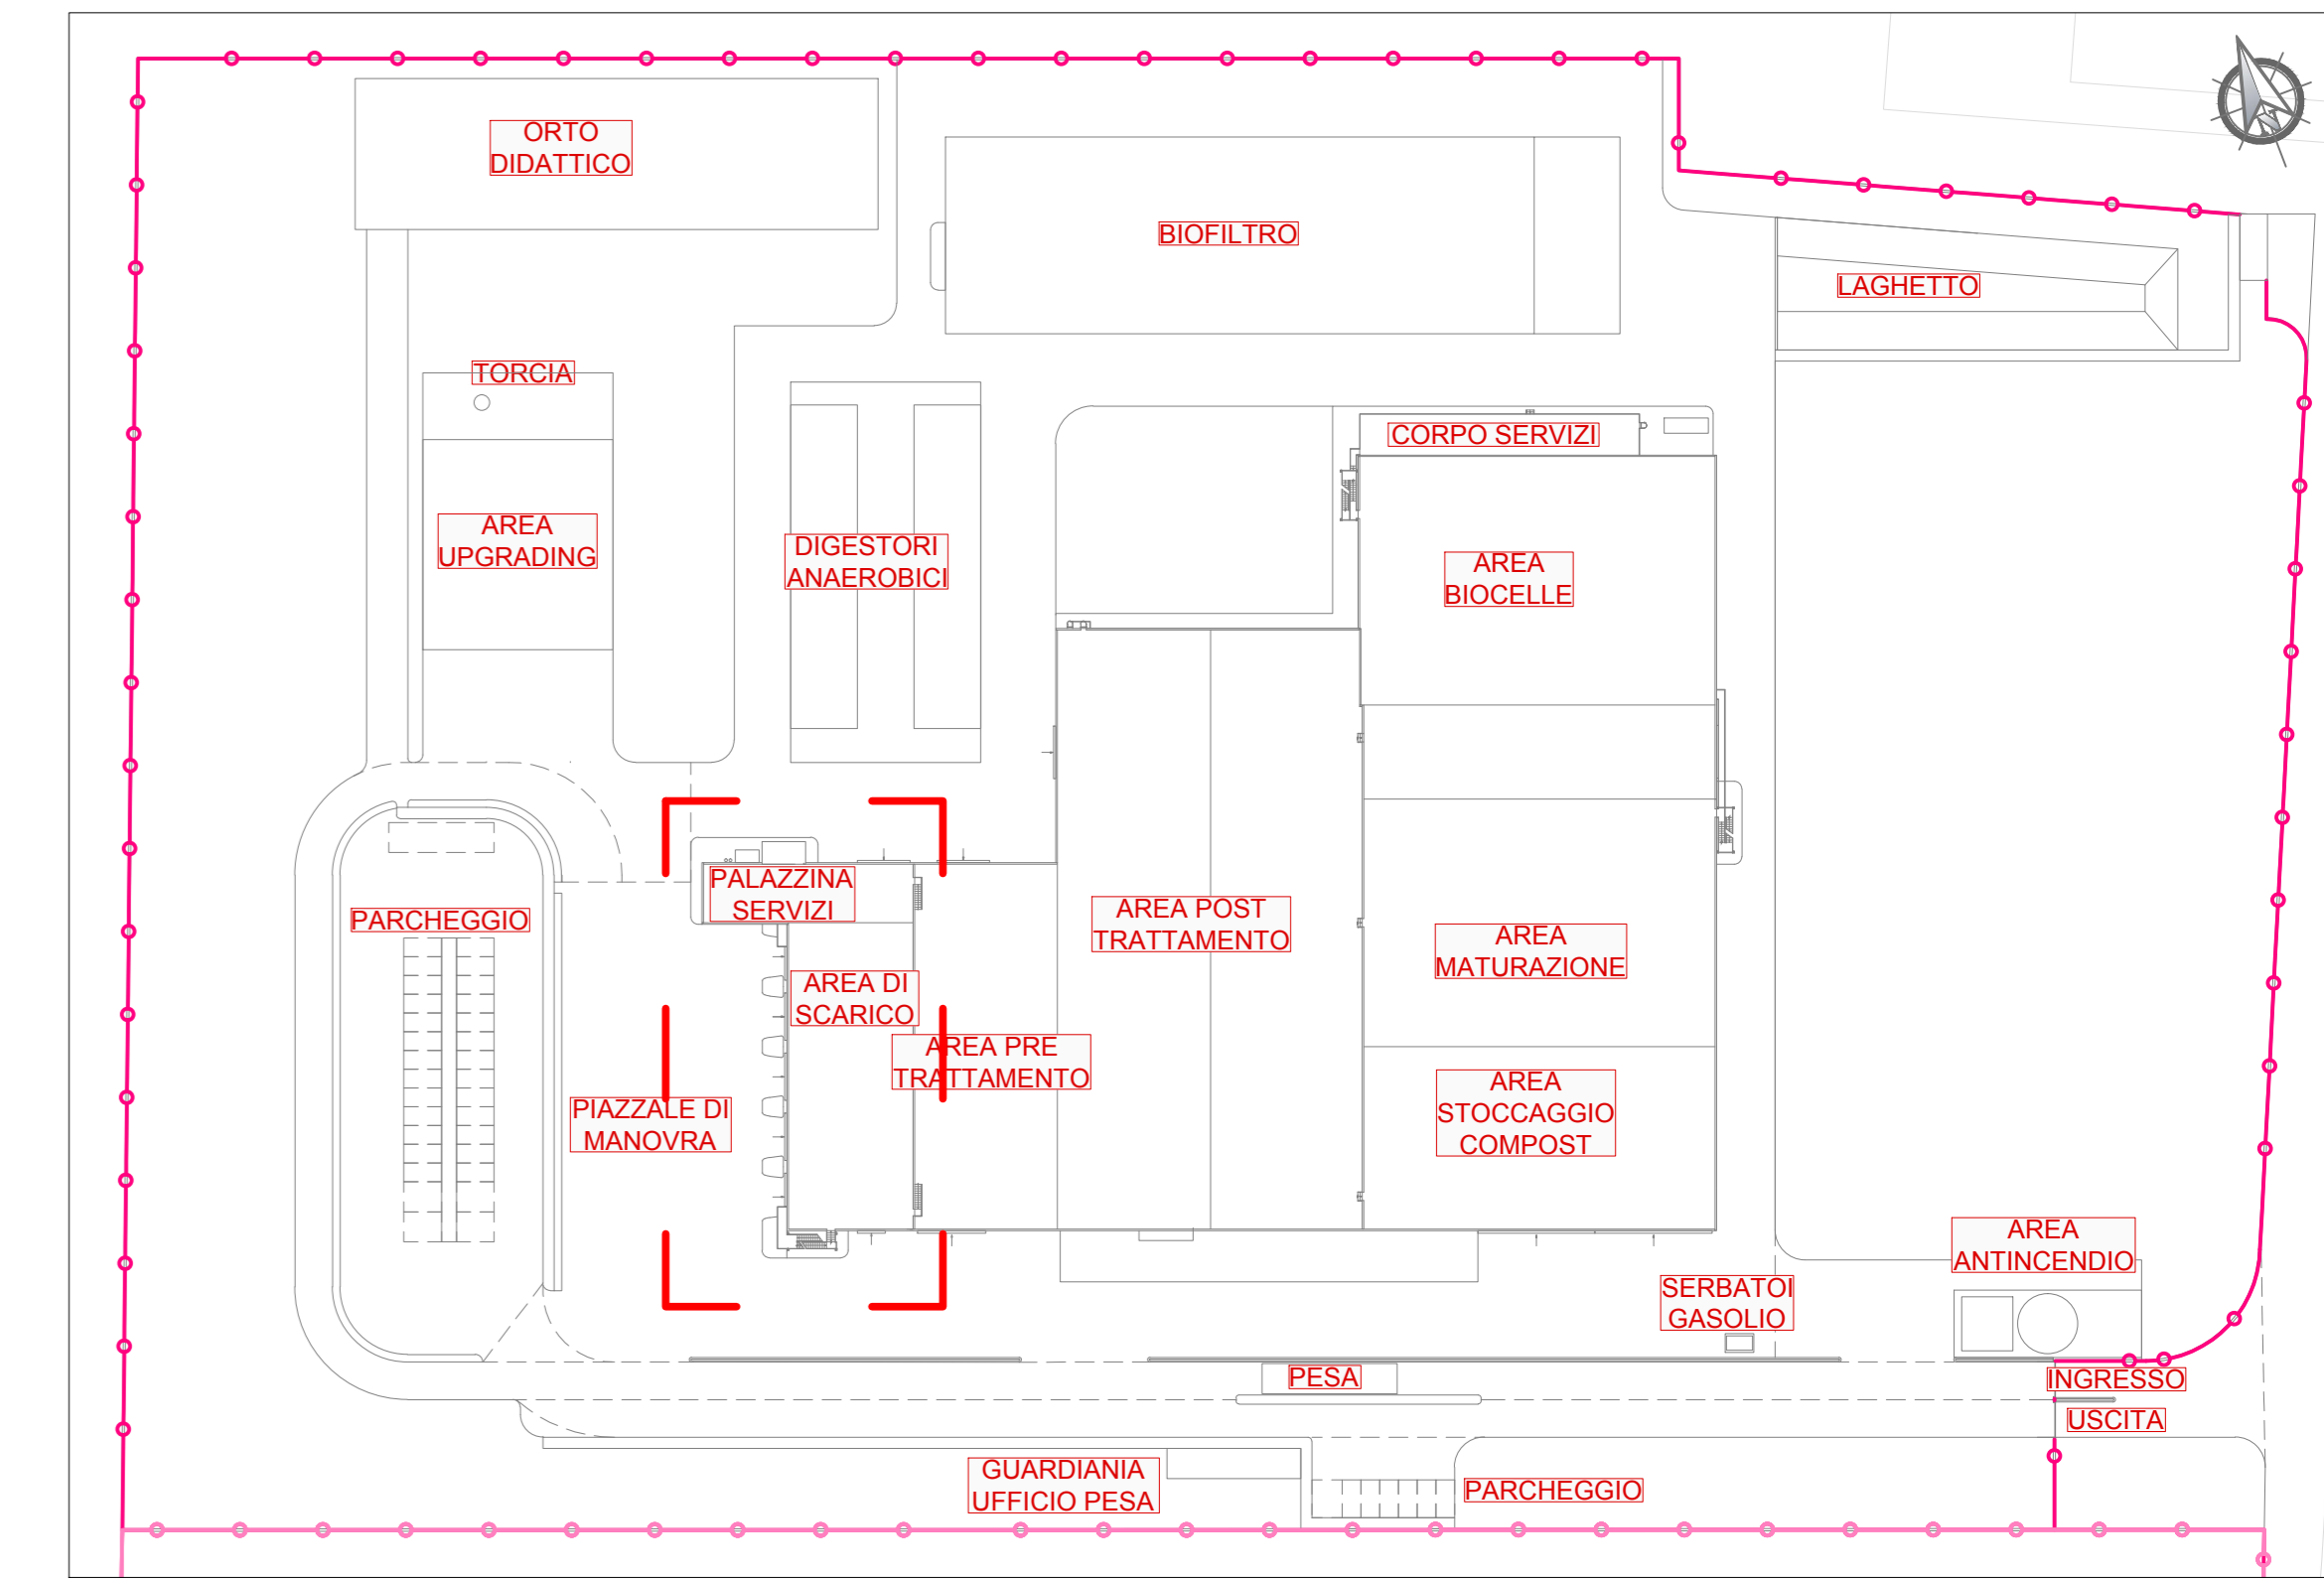 ORTO
DIDATTICO
BIOFILTRO
LAGHETTO
TORCIA
CORPO SERVIZI
AREA
UPGRADING
DIGESTORI
ANAEROBICI
AREA
BIOCELLE
PALAZZINA
SERVIZI
PARCHEGGIO
AREA POST
TRATTAMENTO
AREA
MATURAZIONE
AREA DI
SCARICO
AREA PRE
TRATTAMENTO
AREA
STOCCAGGIO
COMPOST
PIAZZALE DI
MANOVRA
AREA
ANTINCENDIO
SERBATOI
GASOLIO
PESA
INGRESSO
USCITA
GUARDIANIA
UFFICIO PESA
PARCHEGGIO